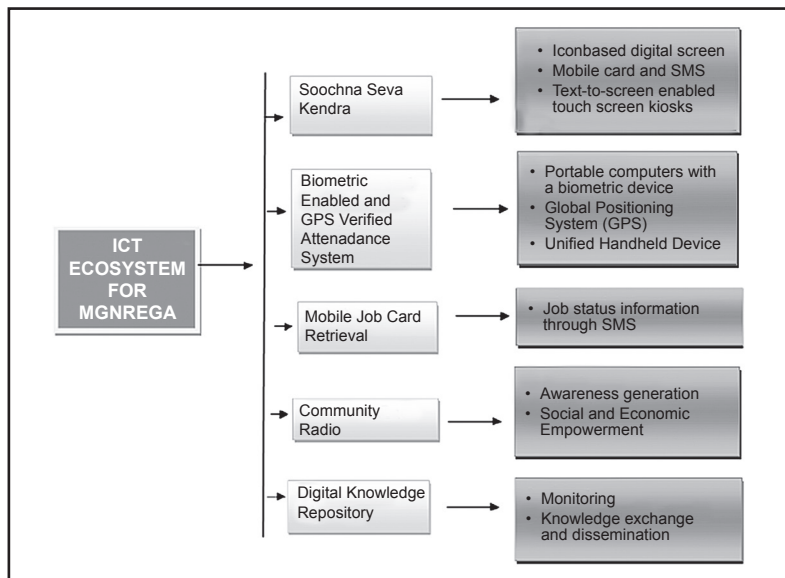 ICT
ECOSYSTEM
FOR
MGNREGA
Soochna Seva
Kendra
• Iconbased digital screen
• Mobile card and SMS
• Text-to-screen enabled
touch screen kiosks
Biometric
Enabled and
GPS Verified
Attenadance
System
• Portable computers with
a biometric device
• Global Positioning
System (GPS)
• Unified Handheld Device
Mobile Job Card
Retrieval
• Job status information
through SMS
Community
Radio
• Awareness generation
• Social and Economic
Empowerment
Digital Knowledge
Repository
• Monitoring
• Knowledge exchange
and dissemination